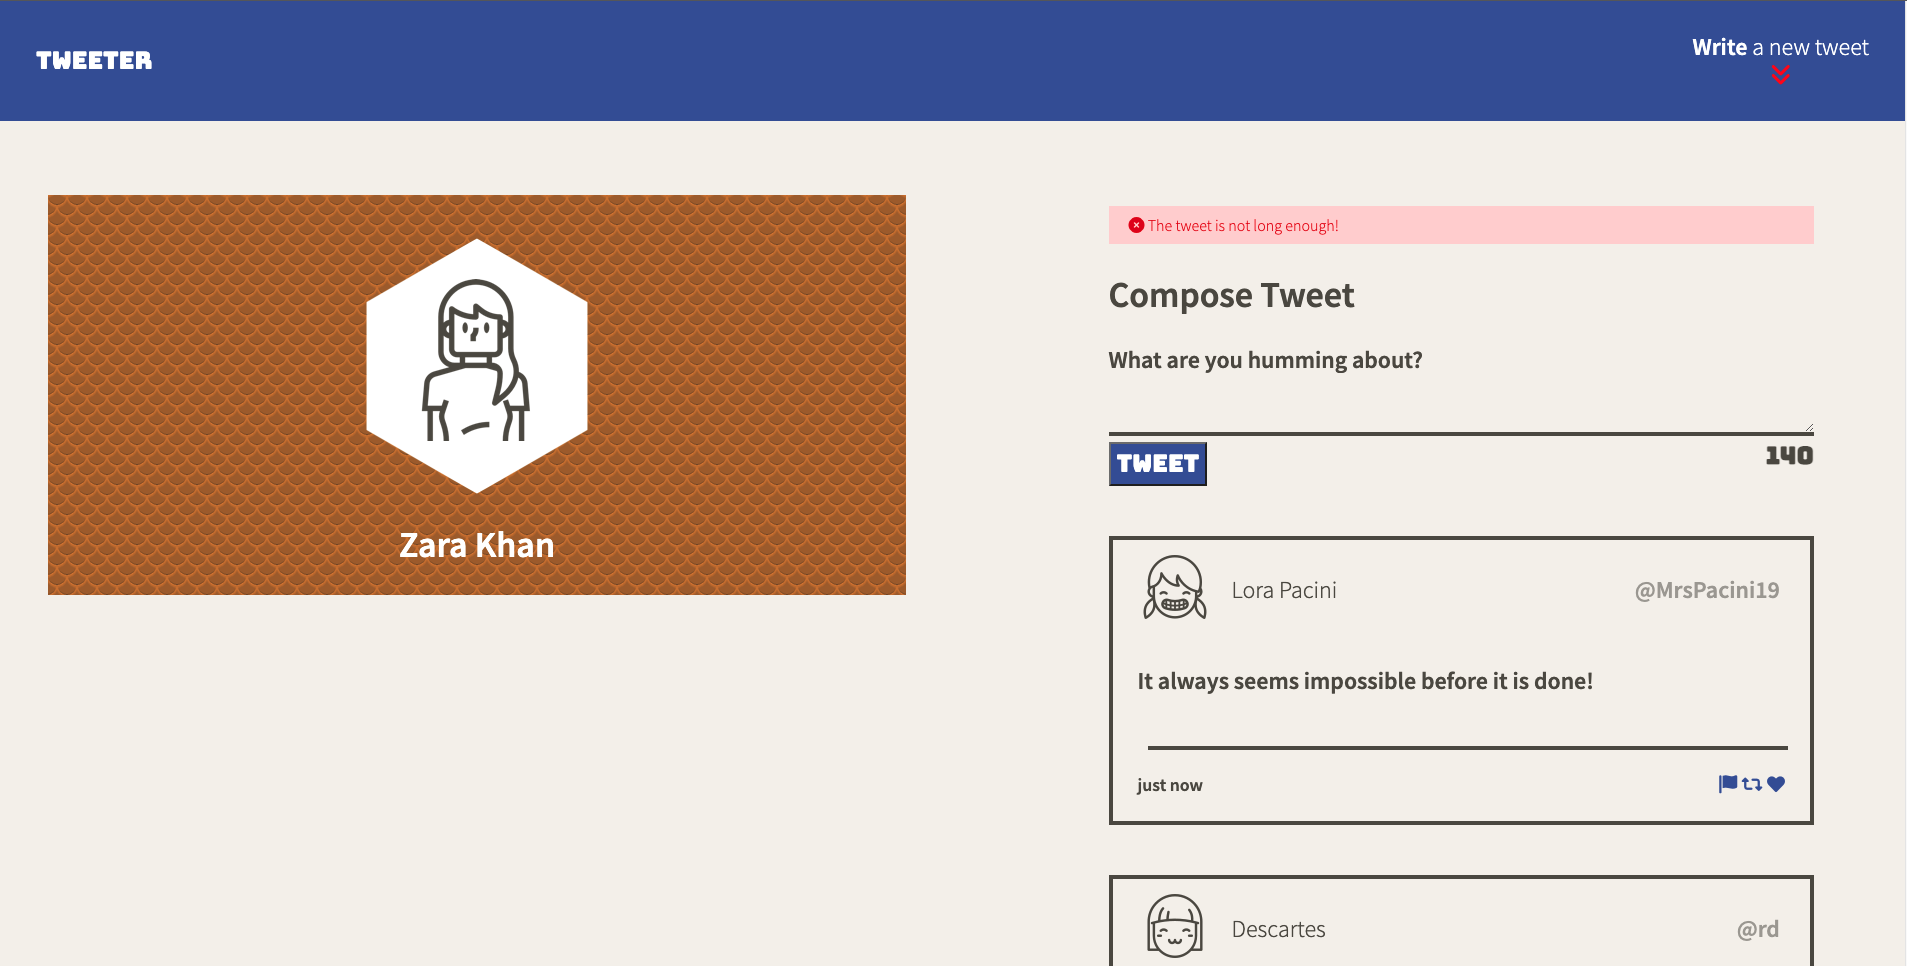 TWEETER
Write a new tweet
Zara Khan
The tweet is not long enough!
Compose Tweet
What are you humming about?
TWEET
140
Lora Pacini
@MrsPacini19
It always seems impossible before it is done!
just now
Descartes
@rd